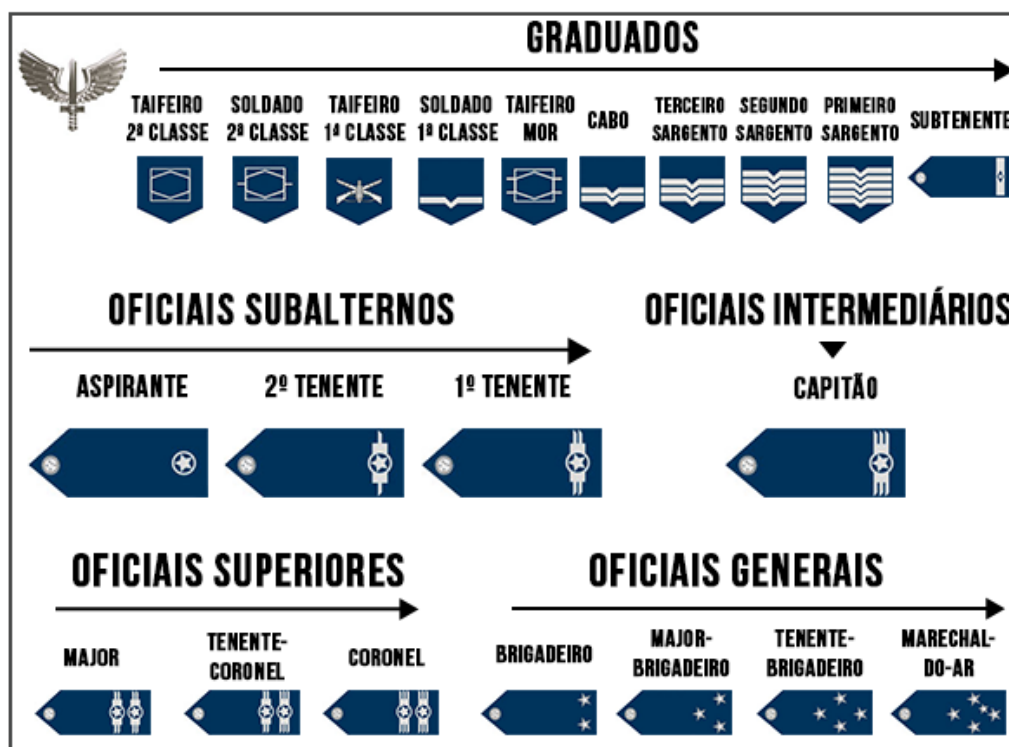 GRADUADOS
TAIFEIRO
2ª CLASSE
SOLDADO
2ª CLASSE
TAIFEIRO
1ª CLASSE
SOLDADO
1ª CLASSE
TAIFEIRO
MOR
CABO
TERCEIRO
SARGENTO
SEGUNDO
SARGENTO
PRIMEIRO
SARGENTO
SUBTENENTE
OFICIAIS SUBALTERNOS
ASPIRANTE
2º TENENTE
1º TENENTE
OFICIAIS INTERMEDIÁRIOS
CAPITÃO
OFICIAIS SUPERIORES
MAJOR
TENENTE-
CORONEL
CORONEL
OFICIAIS GENERAIS
BRIGADEIRO
MAJOR-
BRIGADEIRO
TENENTE-
BRIGADEIRO
MARECHAL-
DO-AR